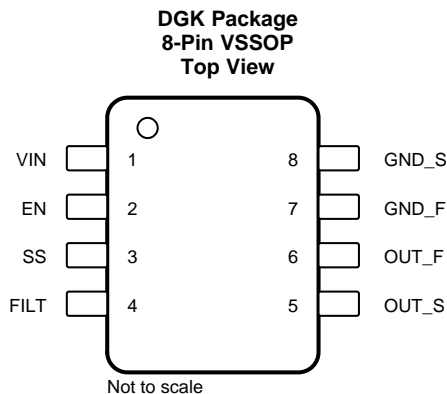 DGK Package
8-Pin VSSOP
Top View
VIN 1 8 GND_S
EN 2 7 GND_F
SS 3 6 OUT_F
FILT 4 5 OUT_S
Not to scale